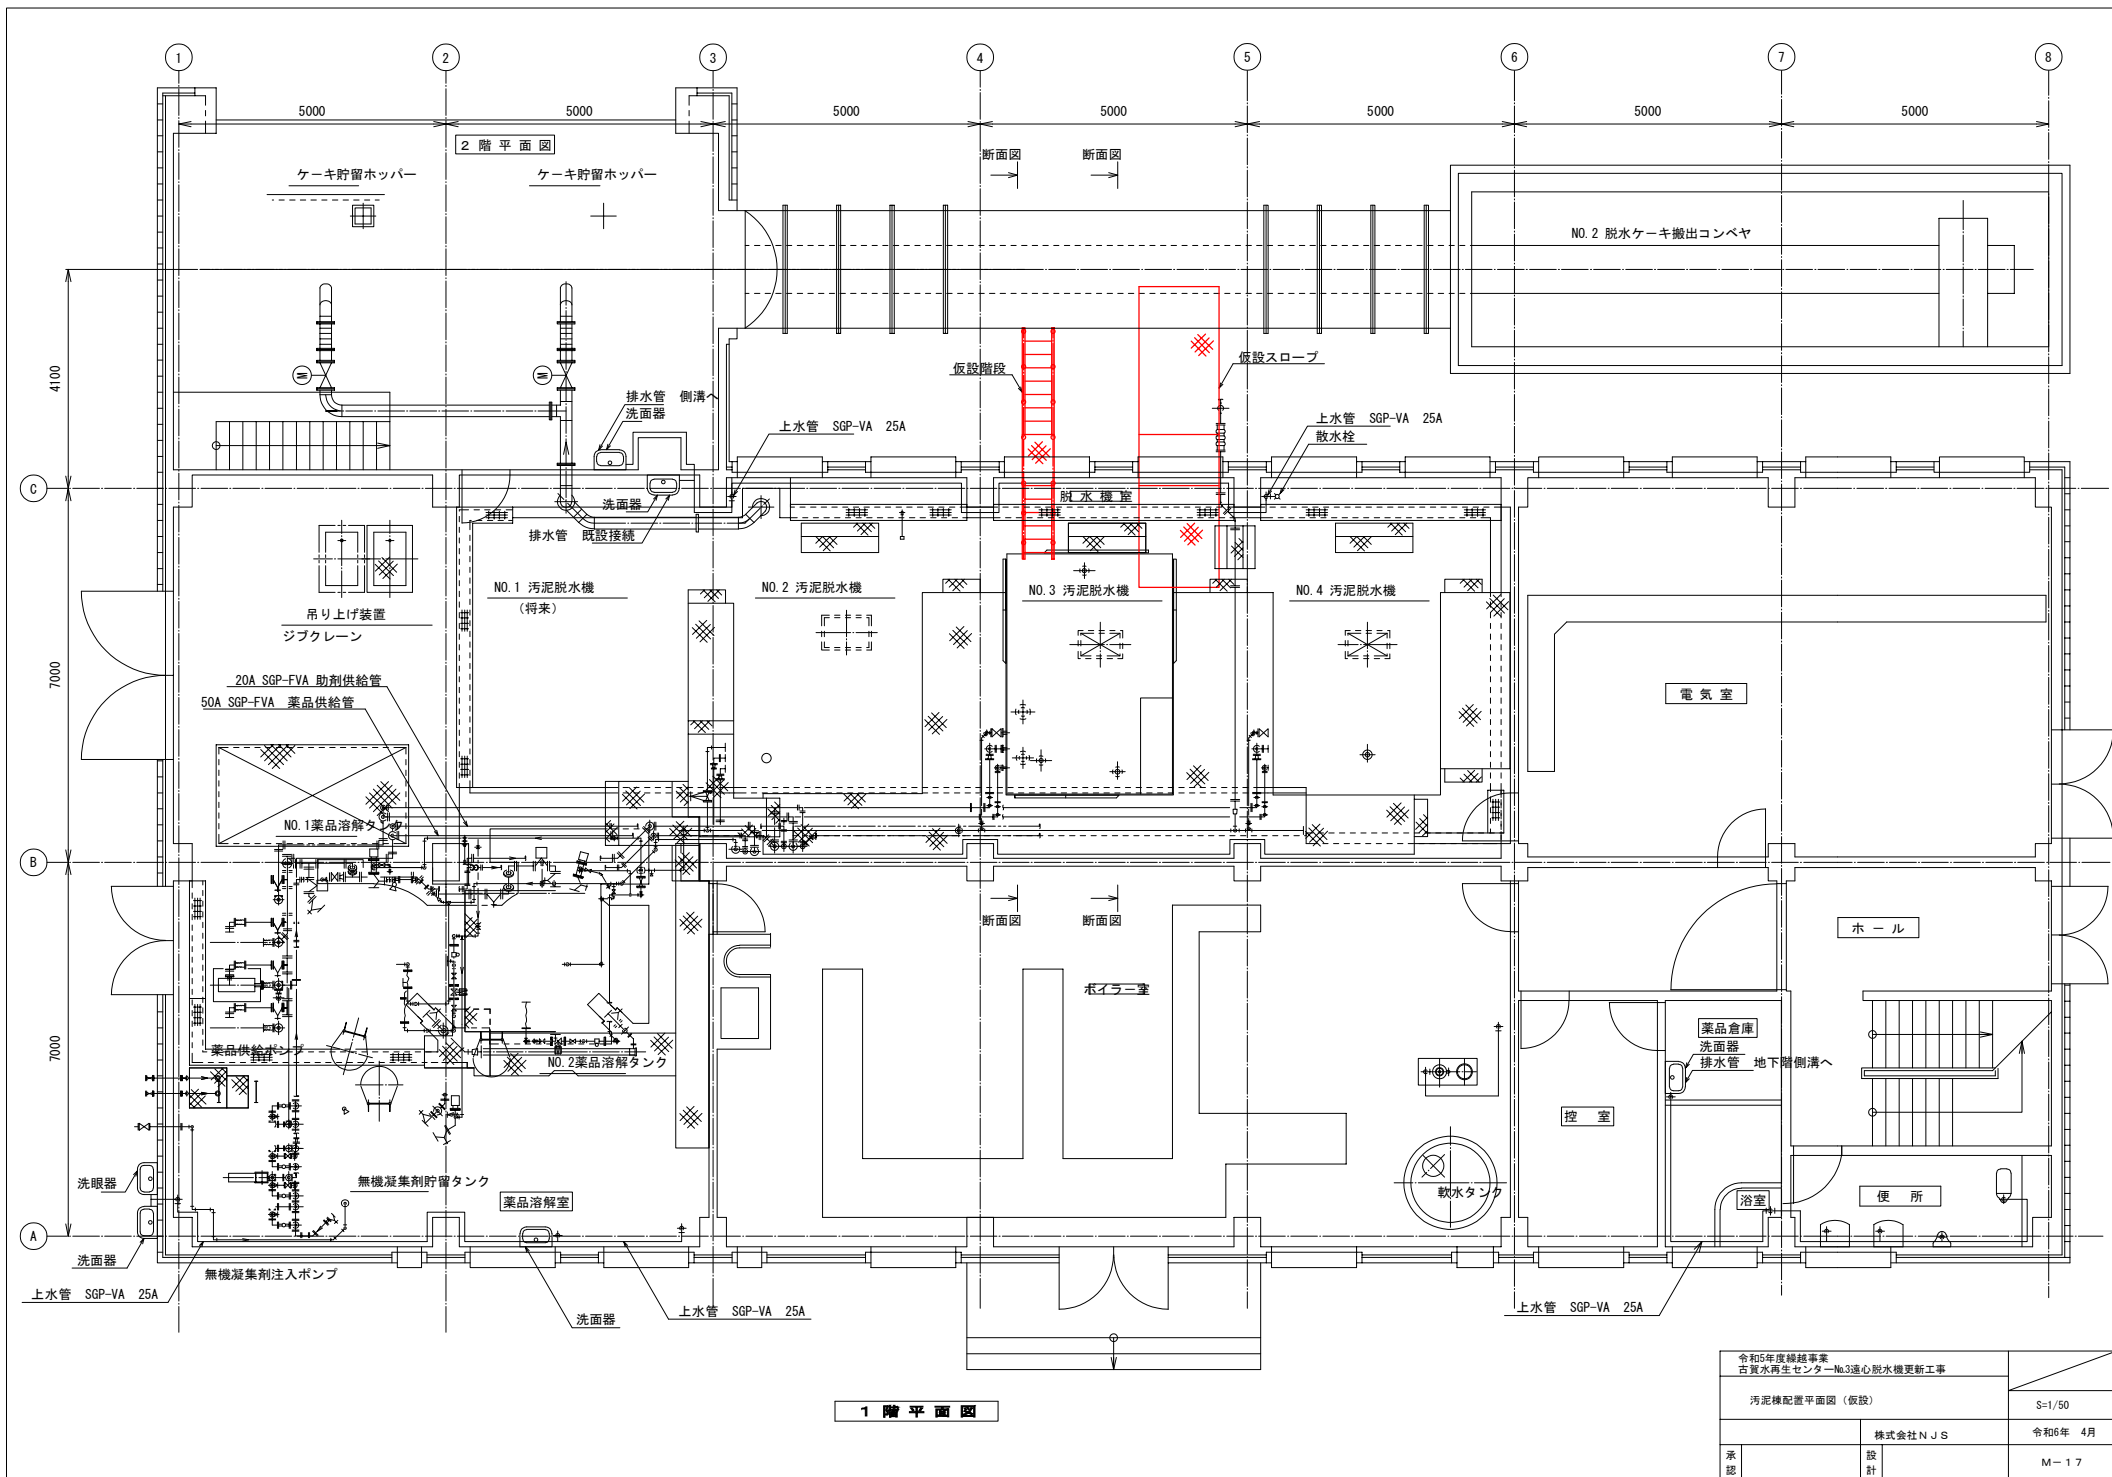 1 2 3 4 5 6 7 8
5000 5000 5000 5000 5000 5000 5000
2階平面図
断面図 断面図
ケーキ貯留ホッパー ケーキ貯留ホッパー
NO.2 脱水ケーキ搬出コンベヤ
4100
仮設階段
仮設スロープ
M M
排水管 側溝へ
洗面器
上水管 SGP-VA 25A
上水管 SGP-VA 25A
散水栓
C
脱水機室
洗面器
排水管 既設接続
NO.1 汚泥脱水機
(将来)
NO.2 汚泥脱水機
NO.3 汚泥脱水機
NO.4 汚泥脱水機
吊り上げ装置
ジブクレーン
7000
20A SGP-FVA 助剤供給管
50A SGP-FVA 薬品供給管
電気室
NO.1薬品溶解タンク
B
断面図 断面図
ホール
ボイラー室
薬品倉庫
洗面器
排水管 地下階側溝へ
7000
薬品供給ポンプ
NO.2薬品溶解タンク
控室
洗眼器
無機凝集剤貯留タンク
薬品溶解室
軟水タンク
浴室
便所
A
洗面器
無機凝集剤注入ポンプ
上水管 SGP-VA 25A
洗面器
上水管 SGP-VA 25A
上水管 SGP-VA 25A
1階平面図
令和5年度繰越事業
古賀水再生センター№3遠心脱水機更新工事
汚泥棟配置平面図(仮設)
S=1/50
株式会社NJS
令和6年 4月
承認
設計
M-17